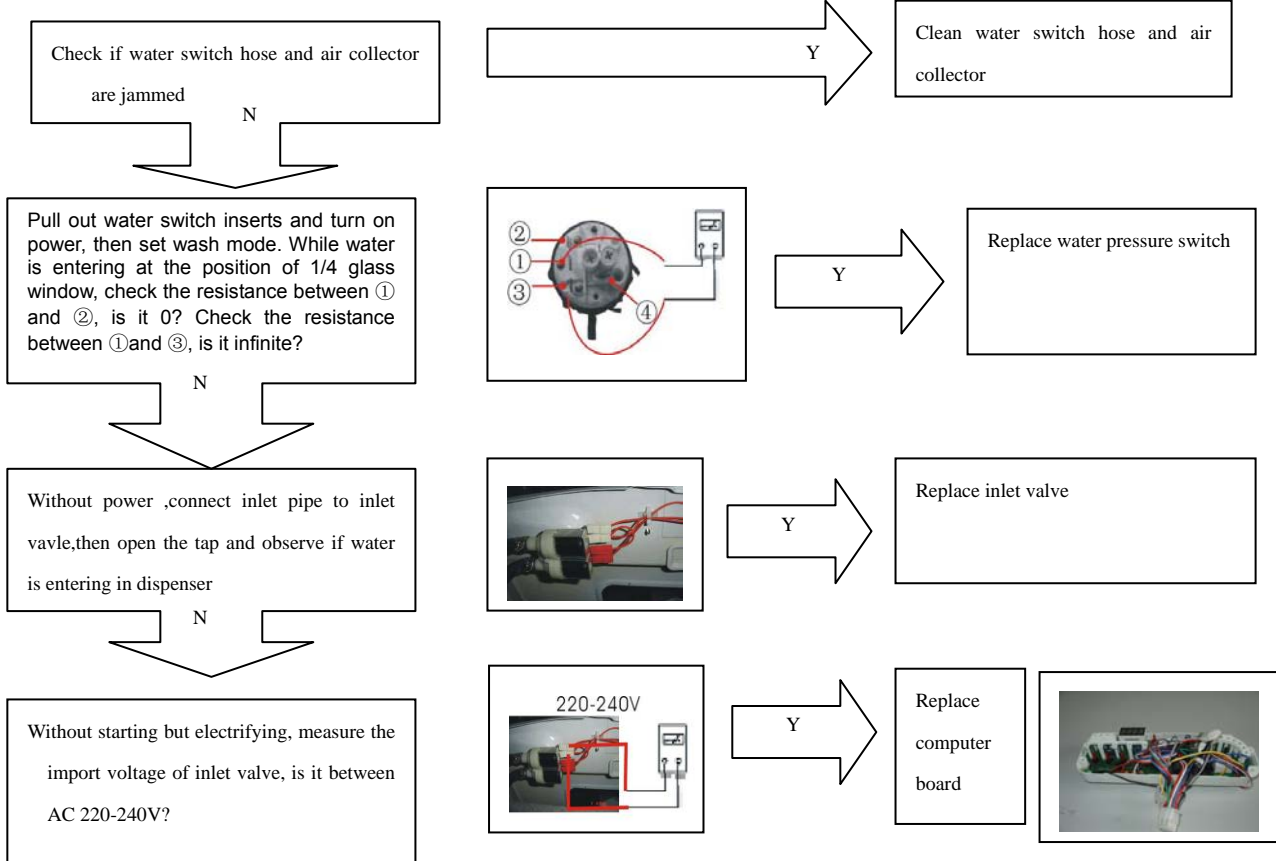 Check if water switch hose and air collector
are jammed
N
Y
Clean water switch hose and air
collector
Pull out water switch inserts and turn on
power, then set wash mode. While water
is entering at the position of 1/4 glass
window, check the resistance between ①
and ②, is it 0? Check the resistance
between ①and ③, is it infinite?
N
②
①
③
④
Y
Replace water pressure switch
Without power ,connect inlet pipe to inlet
vavle,then open the tap and observe if water
is entering in dispenser
N
Y
Replace inlet valve
Without starting but electrifying, measure the
import voltage of inlet valve, is it between
AC 220-240V?
220-240V
Y
Replace
computer
board